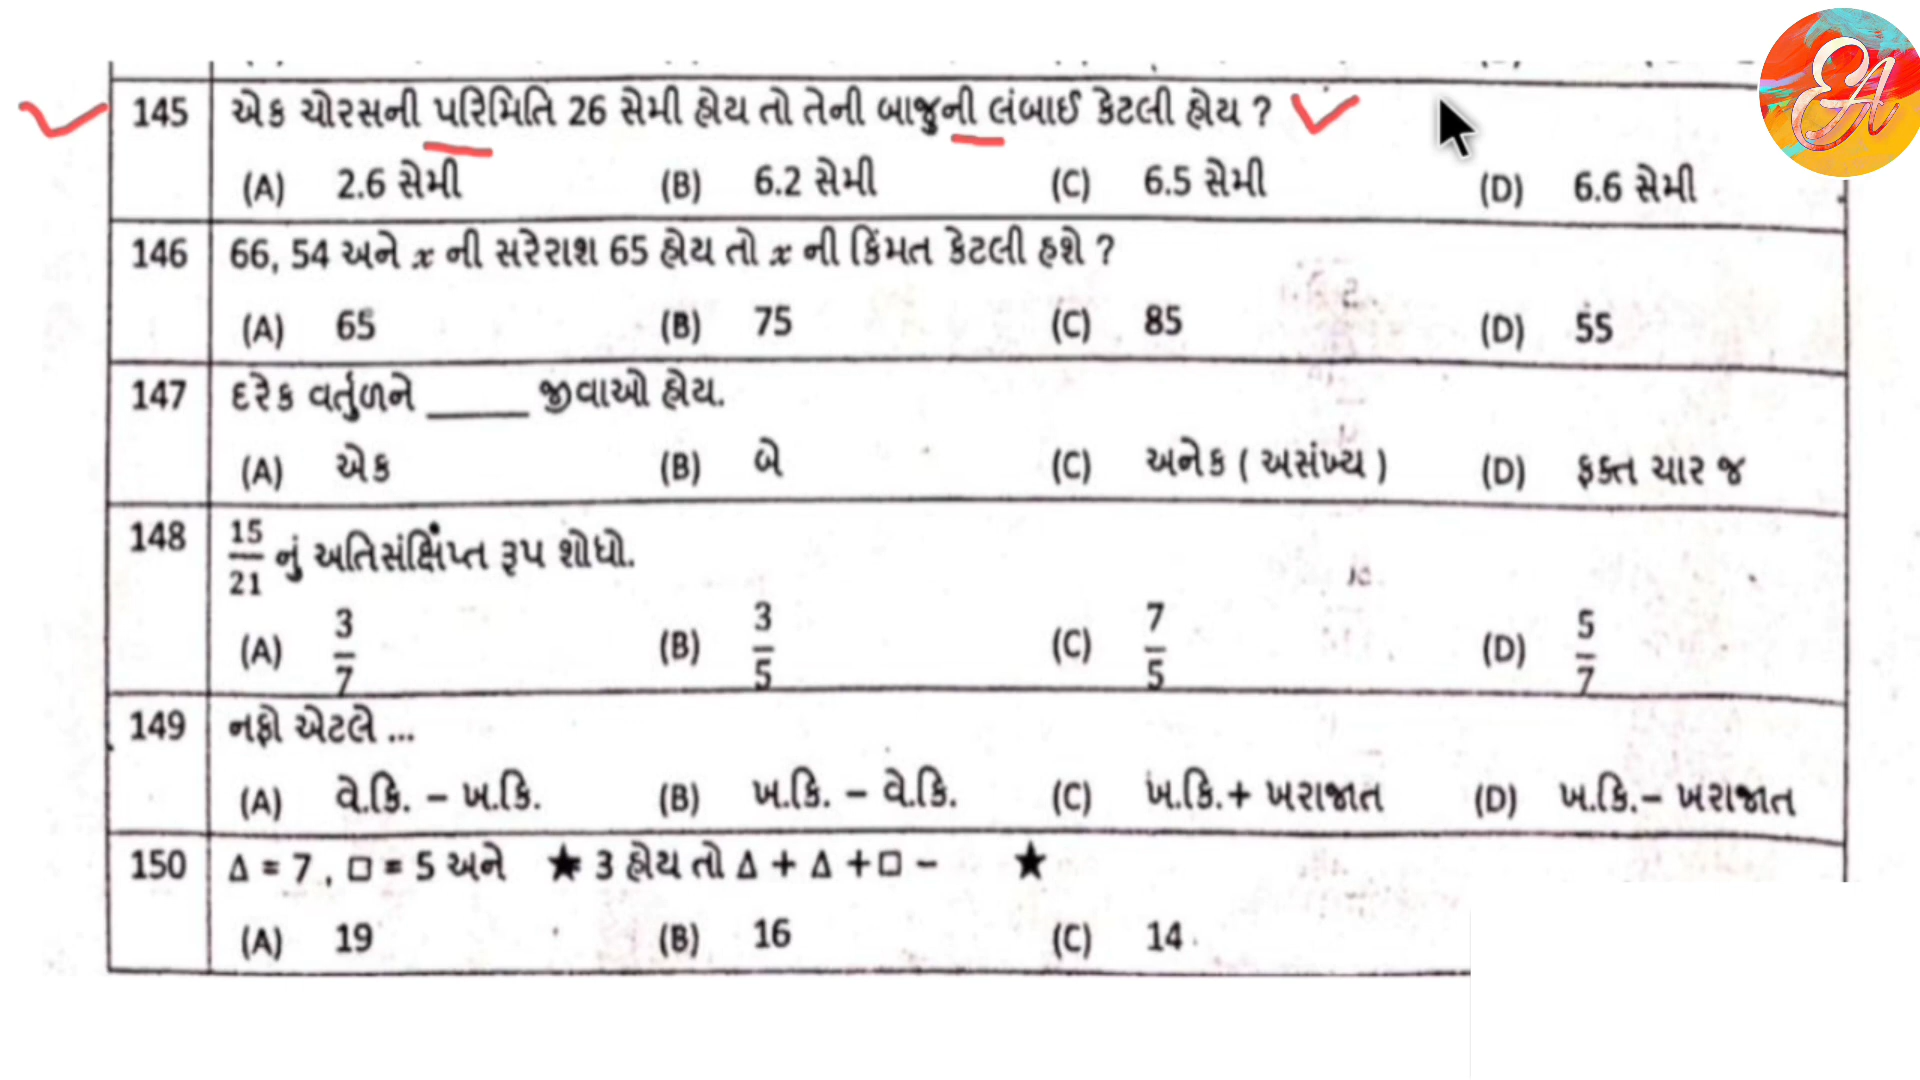 145 એક ચોરસની પરિમિતિ 26 સેમી હોય તો તેની બાજુની લંબાઈ કેટલી હોય ?
(A) 2.6 સેમી (B) 6.2 સેમી (C) 6.5 સેમી (D) 6.6 સેમી
146 66, 54 અને x ની સરેરાશ 65 હોય તો x ની કિંમત કેટલી હશે ?
(A) 65 (B) 75 (C) 85 (D) 55
147 દરેક વર્તુળને _____ જીવાઓ હોય.
(A) એક (B) બે (C) અનેક ( અસંખ્ય ) (D) ફક્ત ચાર જ
148 15/21 નું અતિસંક્ષિંપ્ત રૂપ શોધો.
(A) 3/7 (B) 3/5 (C) 7/5 (D) 5/7
149 નફો એટલે ...
(A) વે.કિ. – ખ.કિ. (B) ખ.કિ. – વે.કિ. (C) ખ.કિ.+ ખરાજાત (D) ખ.કિ.– ખરાજાત
150 Δ = 7 , □ = 5 અને ★= 3 હોય તો Δ + Δ +□ – ★
(A) 19 (B) 16 (C) 14
EA